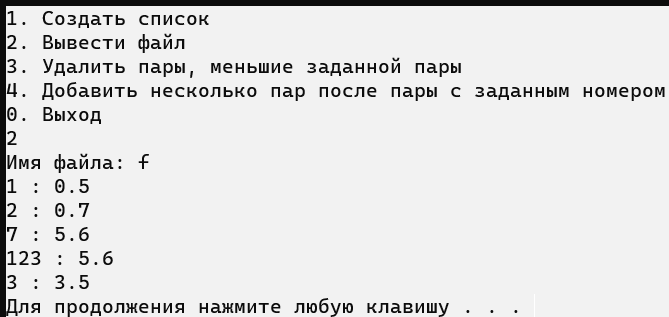 1. Создать список
2. Вывести файл
3. Удалить пары, меньшие заданной пары
4. Добавить несколько пар после пары с заданным номером
0. Выход
2
Имя файла: f
1 : 0.5
2 : 0.7
7 : 5.6
123 : 5.6
3 : 3.5
Для продолжения нажмите любую клавишу . . .